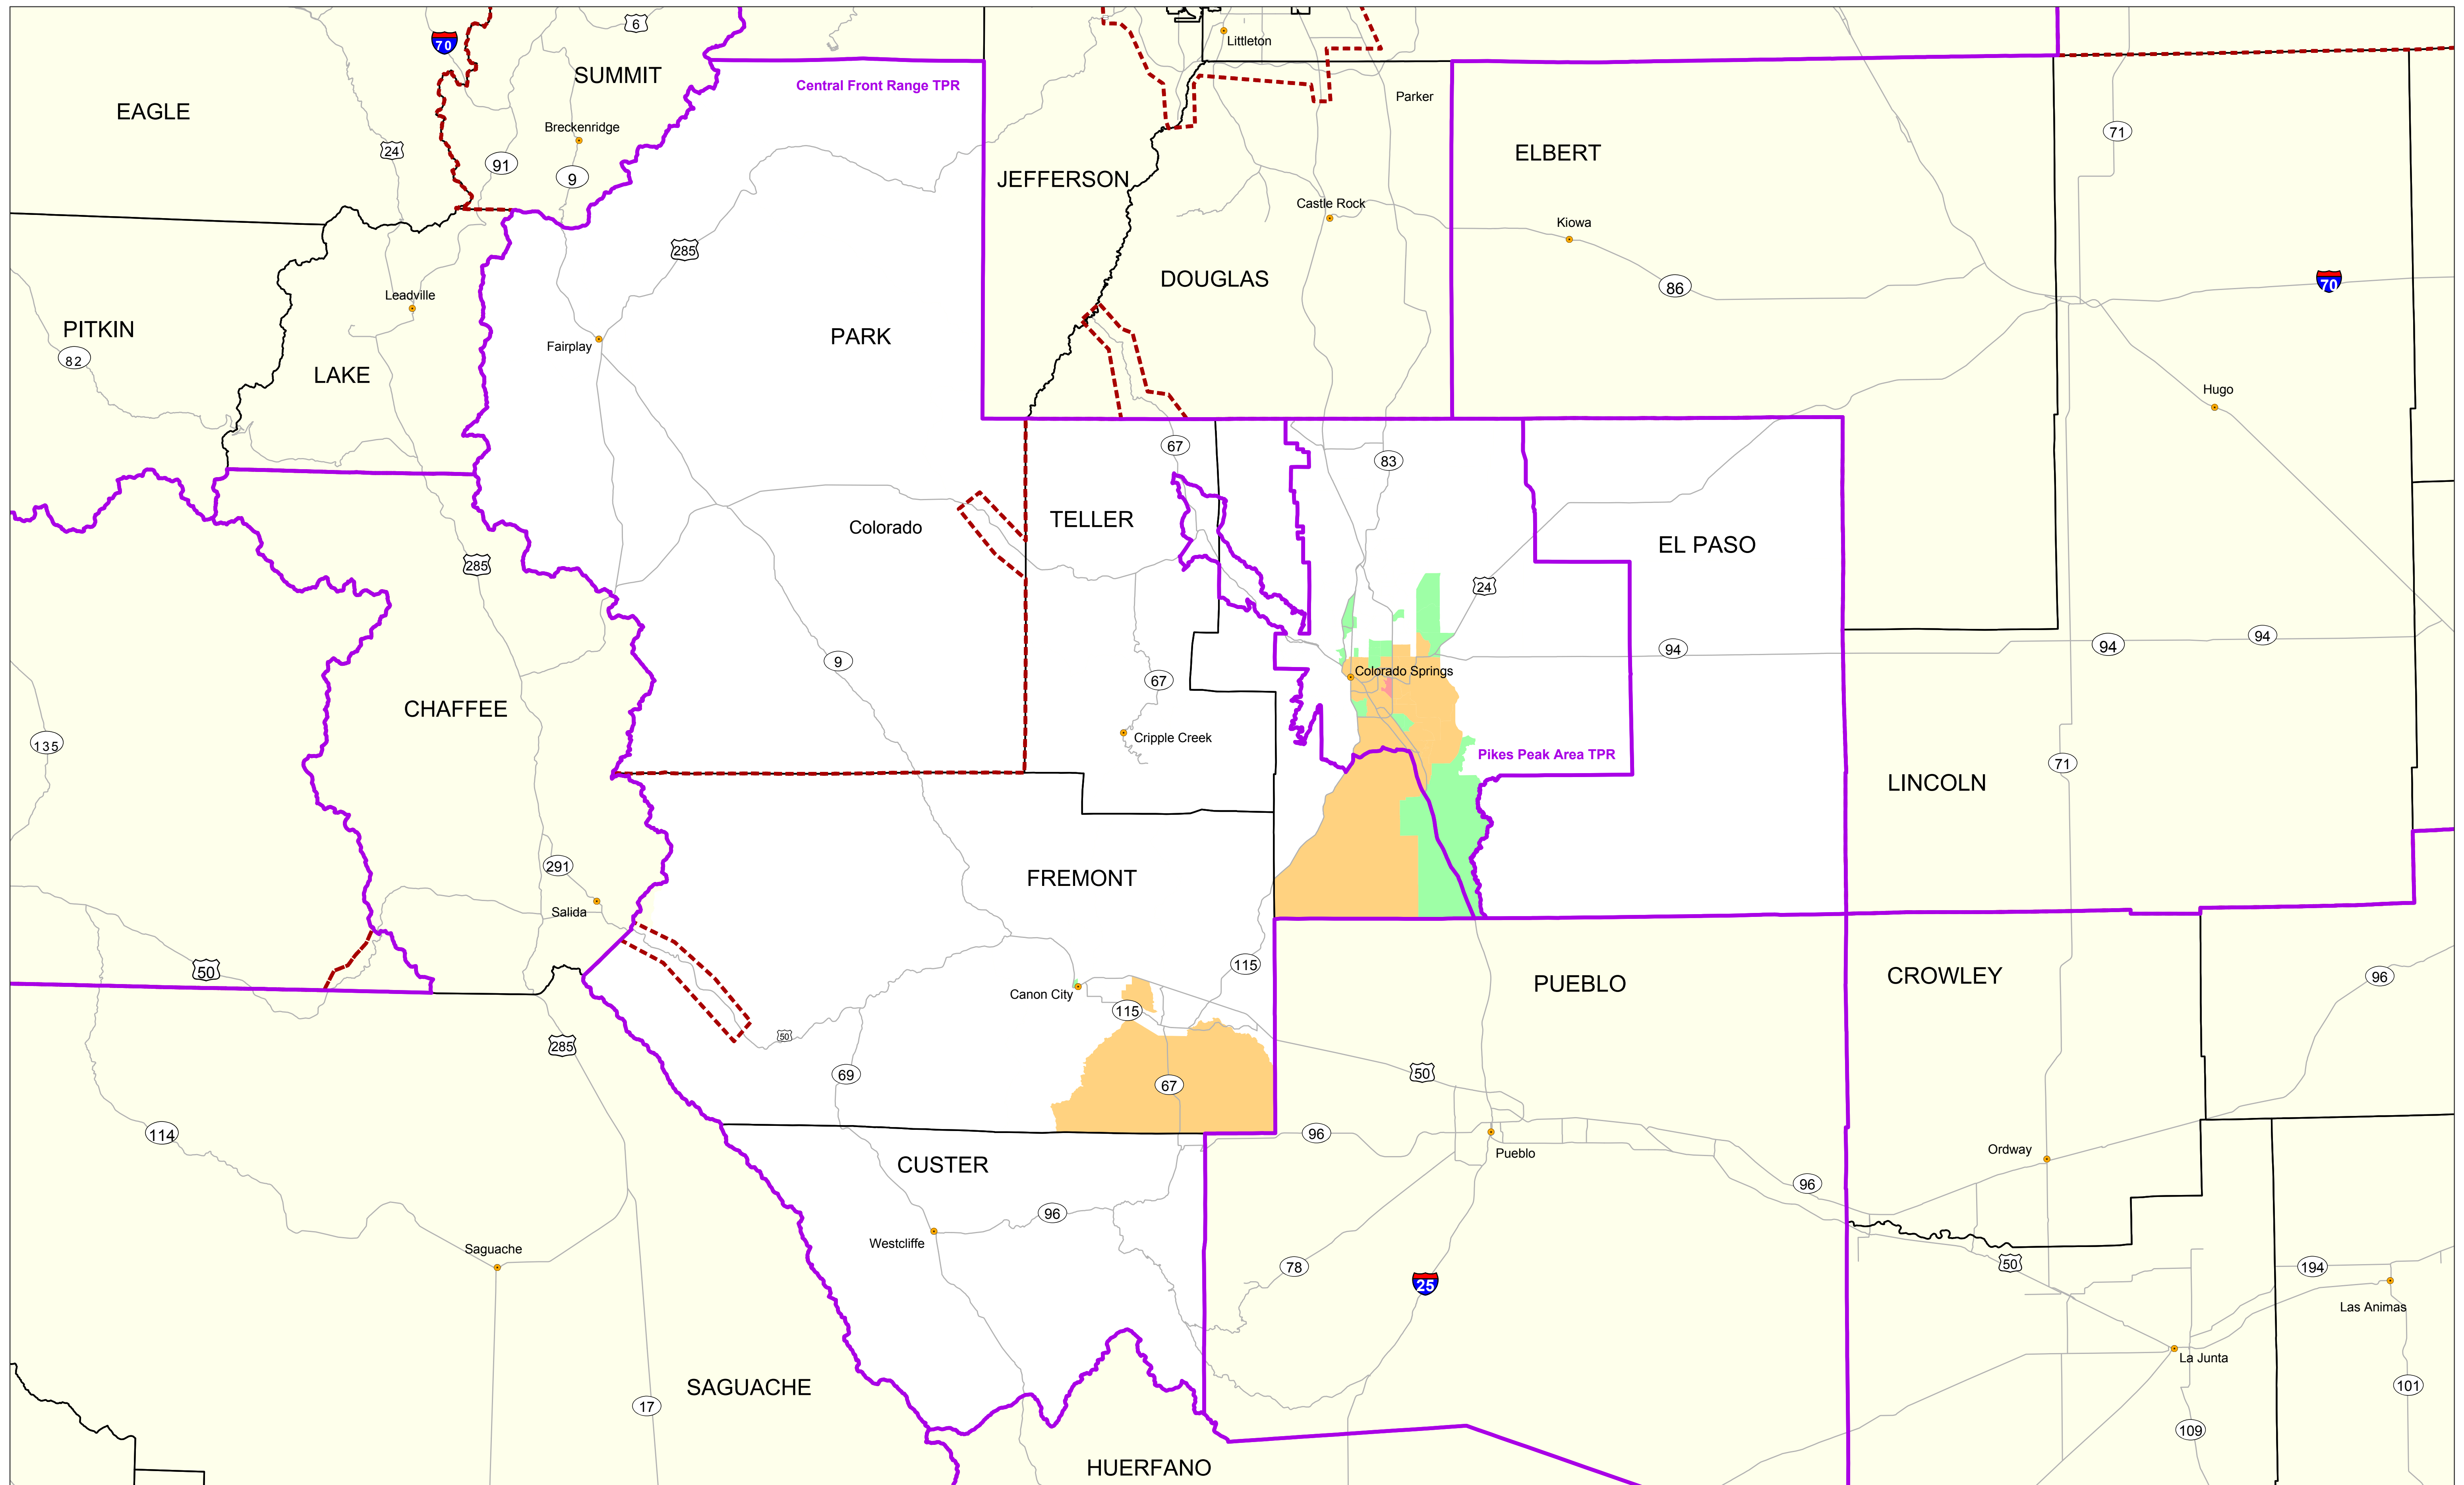 6
70
Littleton
SUMMIT
Central Front Range TPR
Parker
EAGLE
Breckenridge
71
24
91
ELBERT
9
JEFFERSON
Castle Rock
Kiowa
285
DOUGLAS
70
86
Leadville
PITKIN
PARK
Fairplay
82
LAKE
Hugo
67
83
Colorado
TELLER
EL PASO
285
24
94
94
94
9
Colorado Springs
67
CHAFFEE
135
Cripple Creek
Pikes Peak Area TPR
71
LINCOLN
291
FREMONT
Salida
50
115
CROWLEY
96
PUEBLO
Canon City
115
285
50
69
67
50
114
96
Pueblo
Ordway
CUSTER
96
96
Westcliffe
Saguache
78
25
50
194
Las Animas
La Junta
SAGUACHE
17
101
109
HUERFANO